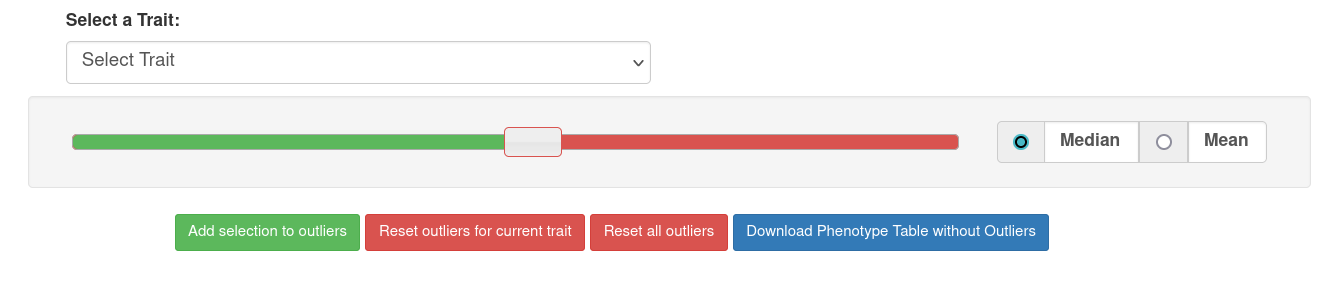 Select a Trait:
Select Trait
Median Mean
Add selection to outliers Reset outliers for current trait Reset all outliers Download Phenotype Table without Outliers